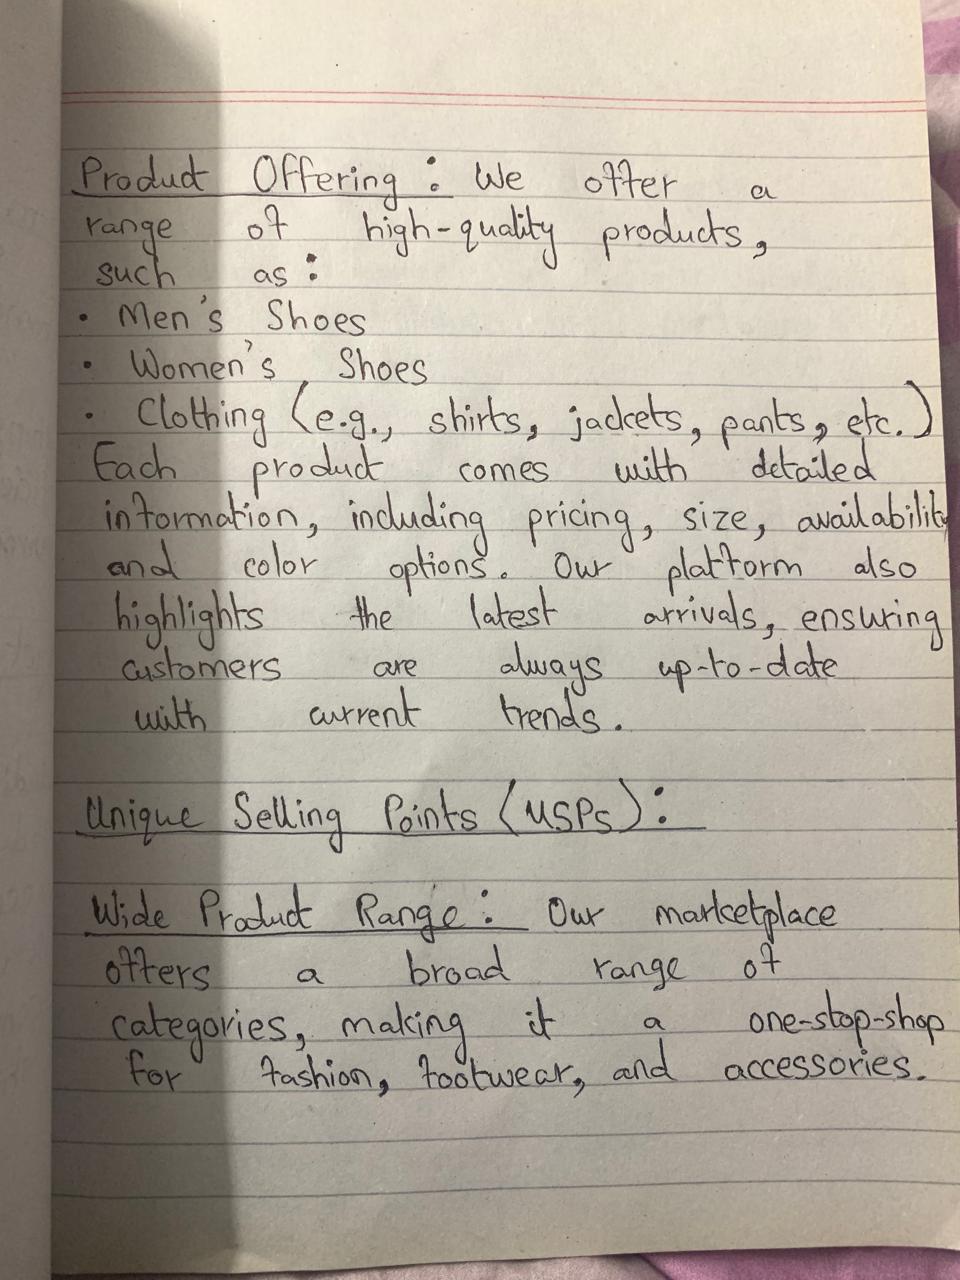 Product Offering : We offer a
range of high-quality products,
such as :
• Men's Shoes
• Women's Shoes
• Clothing (e.g., shirts, jackets, pants, etc.)
Each product comes with detailed
information, including pricing, size, availability
and color options. Our platform also
highlights the latest arrivals, ensuring
customers are always up-to-date
with current trends.
Unique Selling Points (USPs) :
Wide Product Range : Our marketplace
offers a broad range of
categories, making it a one-stop-shop
for fashion, footwear, and accessories.